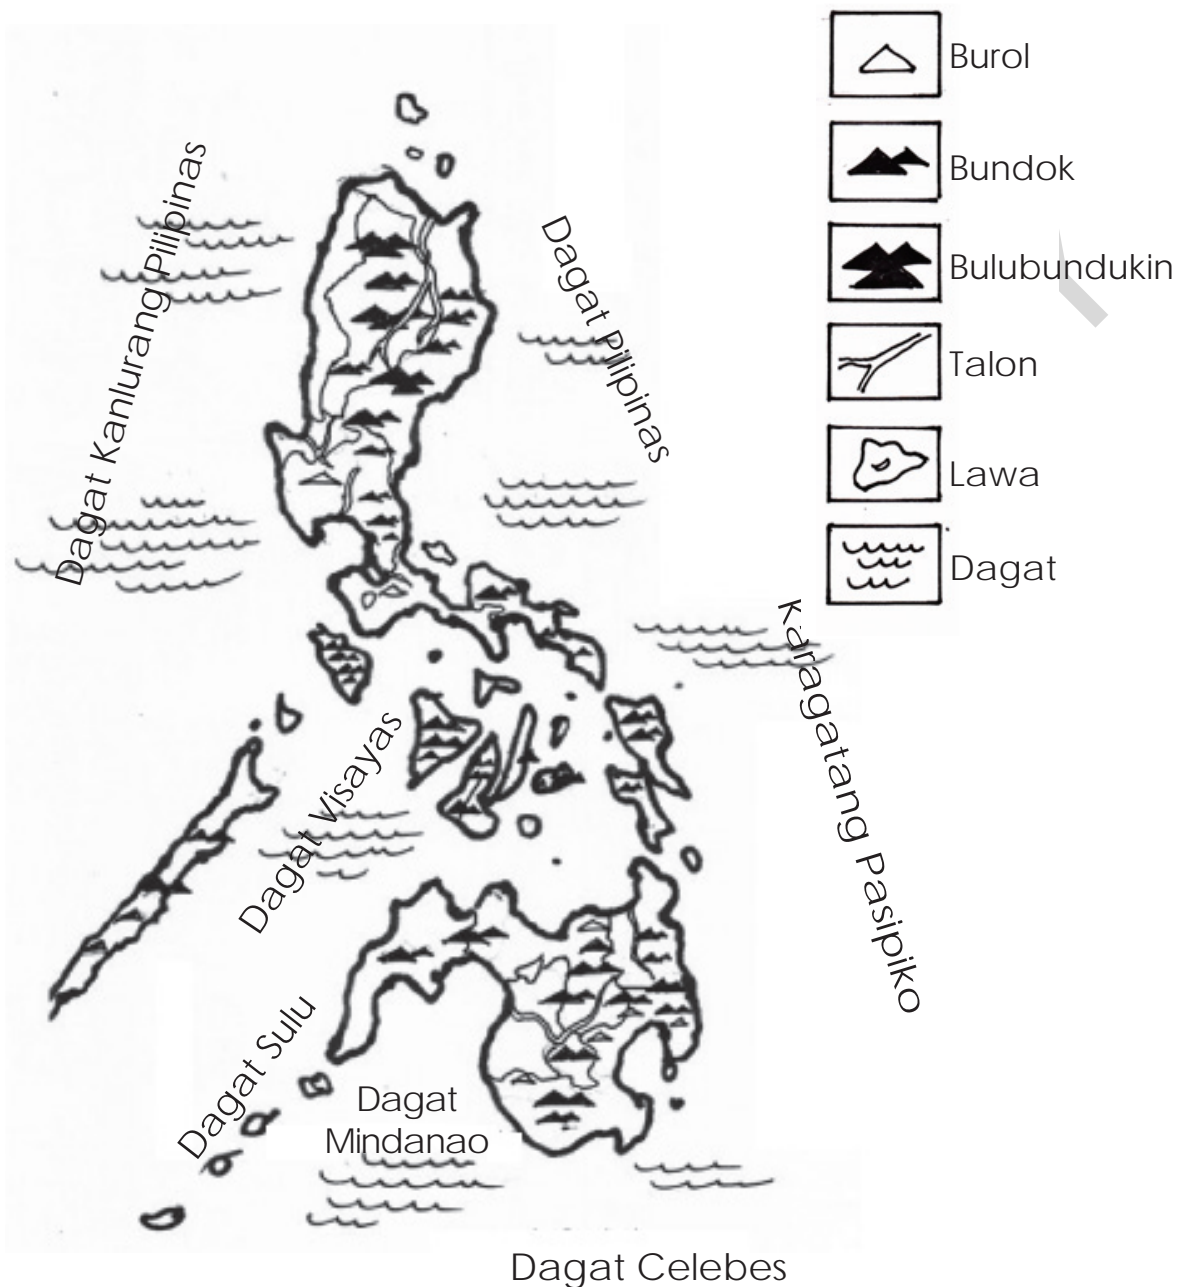 Burol
Bundok
Bulubundukin
Talon
Lawa
Dagat
Dagat Kanlurang Pilipinas
Dagat Pilipinas
Karagatang Pasipiko
Dagat Visayas
Dagat Sulu
Dagat
Mindanao
Dagat Celebes